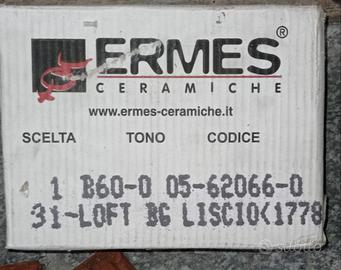 ERMES®
CERAMICHE
www.ermes-ceramiche.it
SCELTA TONO CODICE
1 B60-0 05-62066-0
31-LOFT BG LISCIO<1778
subito